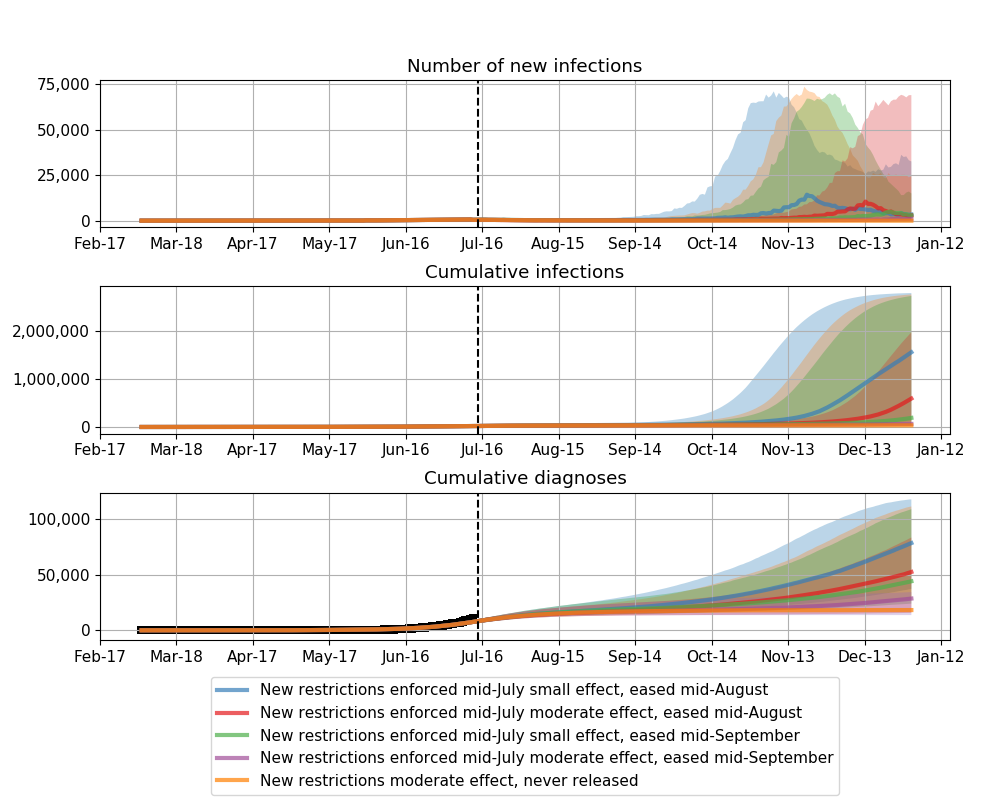 Number of new infections
75,000
50,000
25,000
0
Feb-17 Mar-18 Apr-17 May-17 Jun-16 Jul-16 Aug-15 Sep-14 Oct-14 Nov-13 Dec-13 Jan-12
Cumulative infections
2,000,000
1,000,000
0
Feb-17 Mar-18 Apr-17 May-17 Jun-16 Jul-16 Aug-15 Sep-14 Oct-14 Nov-13 Dec-13 Jan-12
Cumulative diagnoses
100,000
50,000
0
Feb-17 Mar-18 Apr-17 May-17 Jun-16 Jul-16 Aug-15 Sep-14 Oct-14 Nov-13 Dec-13 Jan-12
New restrictions enforced mid-July small effect, eased mid-August
New restrictions enforced mid-July moderate effect, eased mid-August
New restrictions enforced mid-July small effect, eased mid-September
New restrictions enforced mid-July moderate effect, eased mid-September
New restrictions moderate effect, never released